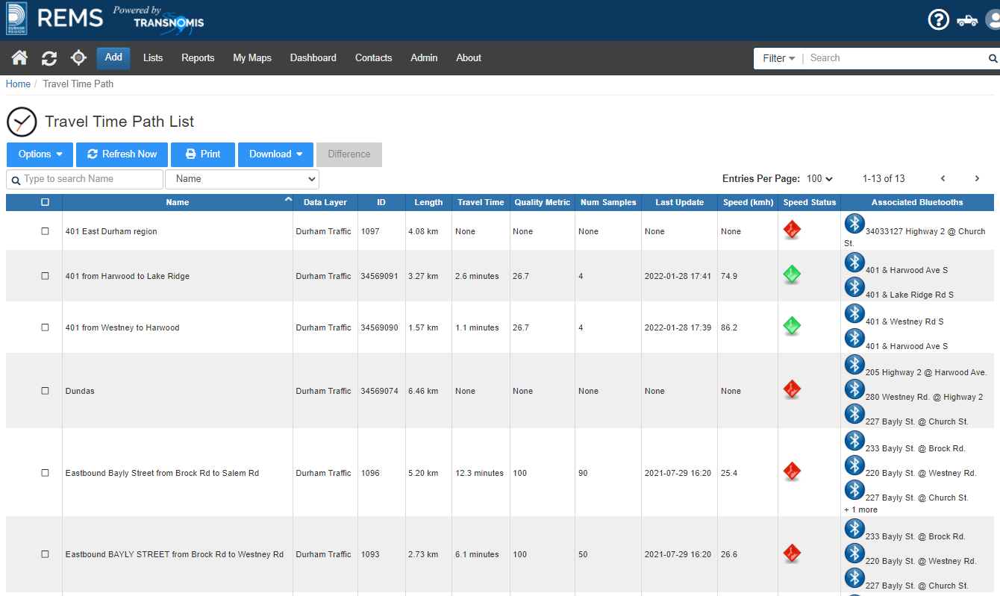 DURHAM REGION
REMS Powered by TRANSNOMIS
Add Lists Reports My Maps Dashboard Contacts Admin About Filter Search
Home / Travel Time Path
Travel Time Path List
Options Refresh Now Print Download Difference
Type to search Name Name Entries Per Page: 100 1-13 of 13
Name Data Layer ID Length Travel Time Quality Metric Num Samples Last Update Speed (kmh) Speed Status Associated Bluetooths
401 East Durham region Durham Traffic 1097 4.08 km None None None None None 34033127 Highway 2 @ Church
St.
401 from Harwood to Lake Ridge Durham Traffic 34569091 3.27 km 2.6 minutes 26.7 4 2022-01-28 17:41 74.9 401 & Harwood Ave S
401 & Lake Ridge Rd S
401 from Westney to Harwood Durham Traffic 34569090 1.57 km 1.1 minutes 26.7 4 2022-01-28 17:39 86.2 401 & Westney Rd S
401 & Harwood Ave S
Dundas Durham Traffic 34569074 6.46 km None None None None None 205 Highway 2 @ Harwood Ave.
280 Westney Rd. @ Highway 2
227 Bayly St. @ Church St.
Eastbound Bayly Street from Brock Rd to Salem Rd Durham Traffic 1096 5.20 km 12.3 minutes 100 90 2021-07-29 16:20 25.4 233 Bayly St. @ Brock Rd.
220 Bayly St. @ Westney Rd.
227 Bayly St. @ Church St.
+ 1 more
Eastbound BAYLY STREET from Brock Rd to Westney Rd Durham Traffic 1093 2.73 km 6.1 minutes 100 50 2021-07-29 16:20 26.6 233 Bayly St. @ Brock Rd.
220 Bayly St. @ Westney Rd.
227 Bayly St. @ Church St.